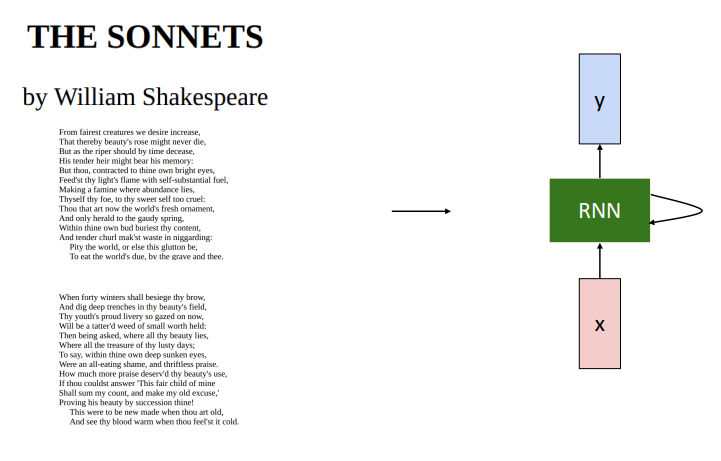 THE SONNETS
by William Shakespeare
From fairest creatures we desire increase,
That thereby beauty's rose might never die,
But as the riper should by time decease,
His tender heir might bear his memory:
But thou, contracted to thine own bright eyes,
Feed'st thy light's flame with self-substantial fuel,
Making a famine where abundance lies,
Thyself thy foe, to thy sweet self too cruel:
Thou that art now the world's fresh ornament,
And only herald to the gaudy spring,
Within thine own bud buriest thy content,
And tender churl mak'st waste in niggarding:
Pity the world, or else this glutton be,
To eat the world's due, by the grave and thee.
When forty winters shall besiege thy brow,
And dig deep trenches in thy beauty's field,
Thy youth's proud livery so gazed on now,
Will be a tatter'd weed of small worth held:
Then being asked, where all thy beauty lies,
Where all the treasure of thy lusty days;
To say, within thine own deep sunken eyes,
Were an all-eating shame, and thriftless praise.
How much more praise deserv'd thy beauty's use,
If thou couldst answer 'This fair child of mine
Shall sum my count, and make my old excuse,'
Proving his beauty by succession thine!
This were to be new made when thou art old,
And see thy blood warm when thou feel'st it cold.
y
RNN
x